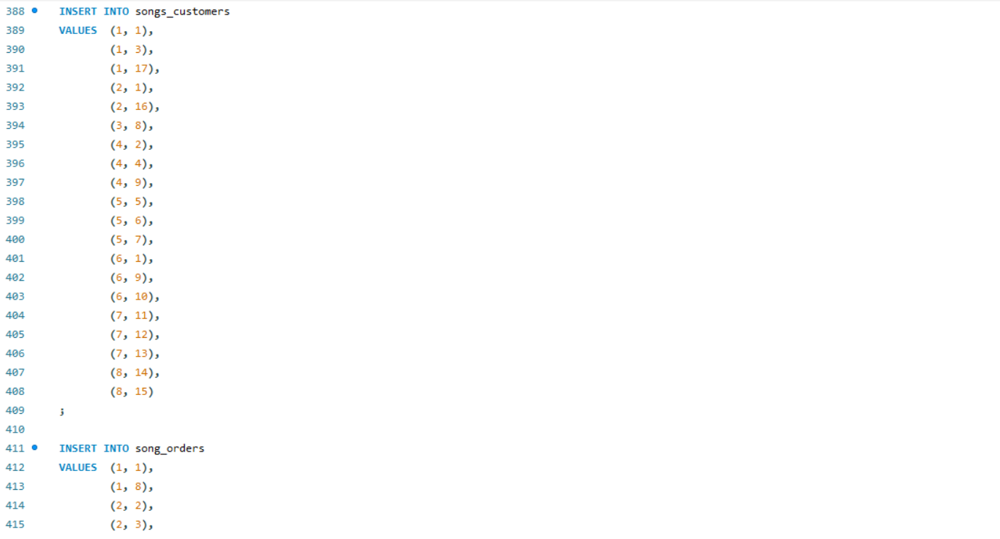 388 INSERT INTO songs_customers
389 VALUES (1, 1),
390 (1, 3),
391 (1, 17),
392 (2, 1),
393 (2, 16),
394 (3, 8),
395 (4, 2),
396 (4, 4),
397 (4, 9),
398 (5, 5),
399 (5, 6),
400 (5, 7),
401 (6, 1),
402 (6, 9),
403 (6, 10),
404 (7, 11),
405 (7, 12),
406 (7, 13),
407 (8, 14),
408 (8, 15)
409 ;
410
411 INSERT INTO song_orders
412 VALUES (1, 1),
413 (1, 8),
414 (2, 2),
415 (2, 3),